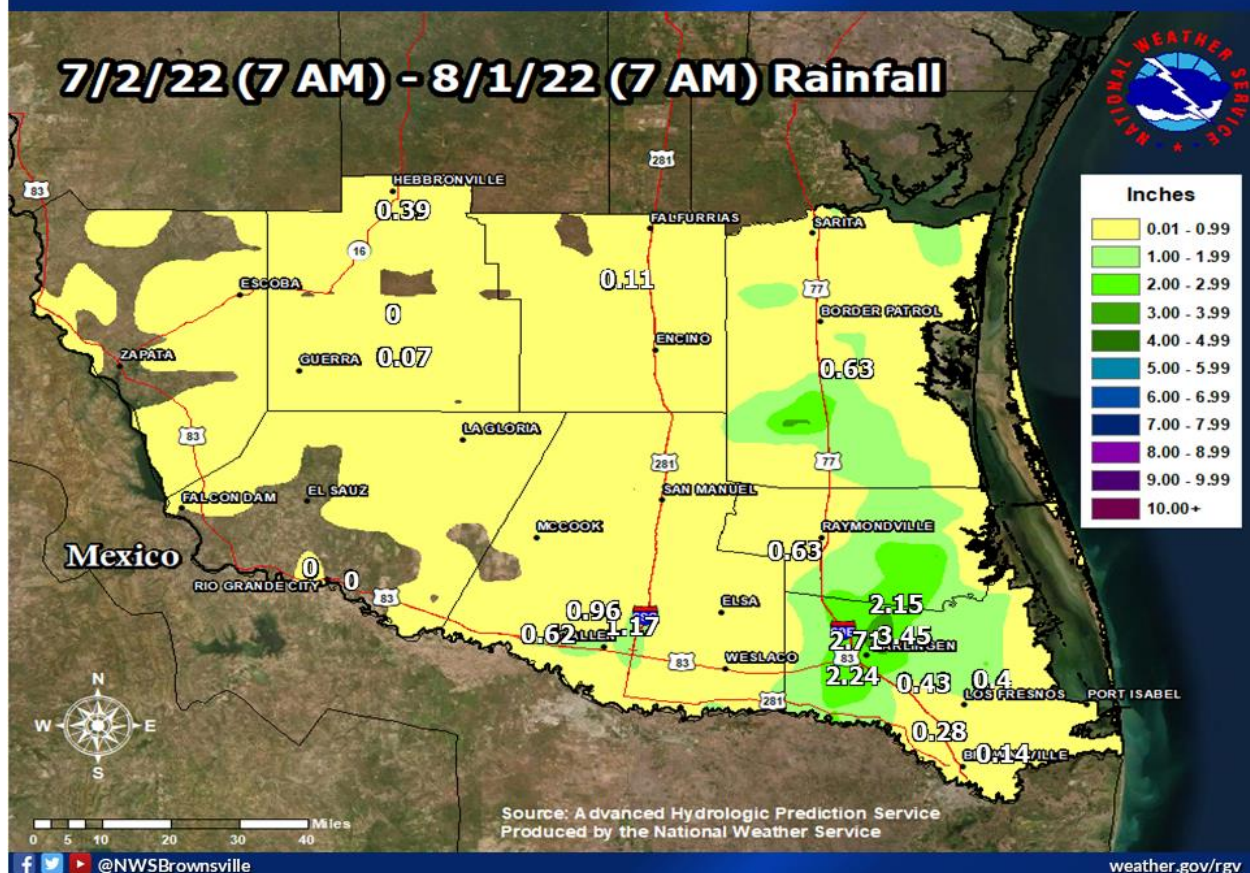 7/2/22 (7 AM) - 8/1/22 (7 AM) Rainfall
NATIONAL WEATHER SERVICE
Inches
0.01 - 0.99
1.00 - 1.99
2.00 - 2.99
3.00 - 3.99
4.00 - 4.99
5.00 - 5.99
6.00 - 6.99
7.00 - 7.99
8.00 - 8.99
9.00 - 9.99
10.00+
281
83
HEBBRONVILLE
0.39
FALFURRIAS
SARITA
16
ESCOBA
0.11
77
0
BORDER PATROL
ENCINO
ZAPATA
GUERRA
0.07
0.63
83
LA GLORIA
281
77
FALCON DAM
EL SAUZ
SAN MANUEL
MCCOOK
RAYMONDVILLE
0.63
Mexico
0
0
RIO GRANDE CITY
83
0.96
ELSA
2.15
0.62
1.17
2.71
3.45
83
WESLACO
83
2.24
0.43
0.4
LOS FRESNOS
PORT ISABEL
281
0.28
0.14
N
W
E
S
Miles
0 5 10 20 30 40
Source: Advanced Hydrologic Prediction Service
Produced by the National Weather Service
@NWSBrownsville
weather.gov/rgv